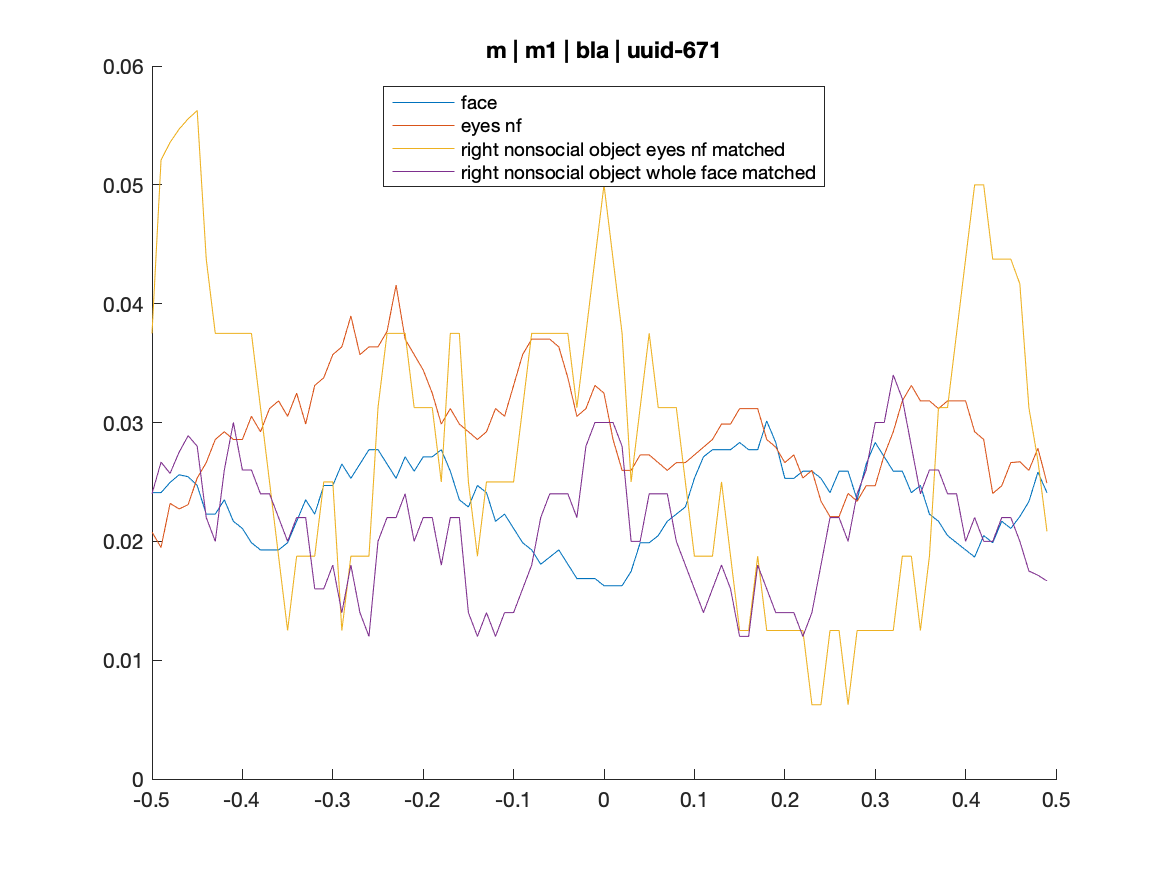 m | m1 | bla | uuid-671
face
eyes nf
right nonsocial object eyes nf matched
right nonsocial object whole face matched
0.06
0.05
0.04
0.03
0.02
0.01
0
-0.5 -0.4 -0.3 -0.2 -0.1 0 0.1 0.2 0.3 0.4 0.5